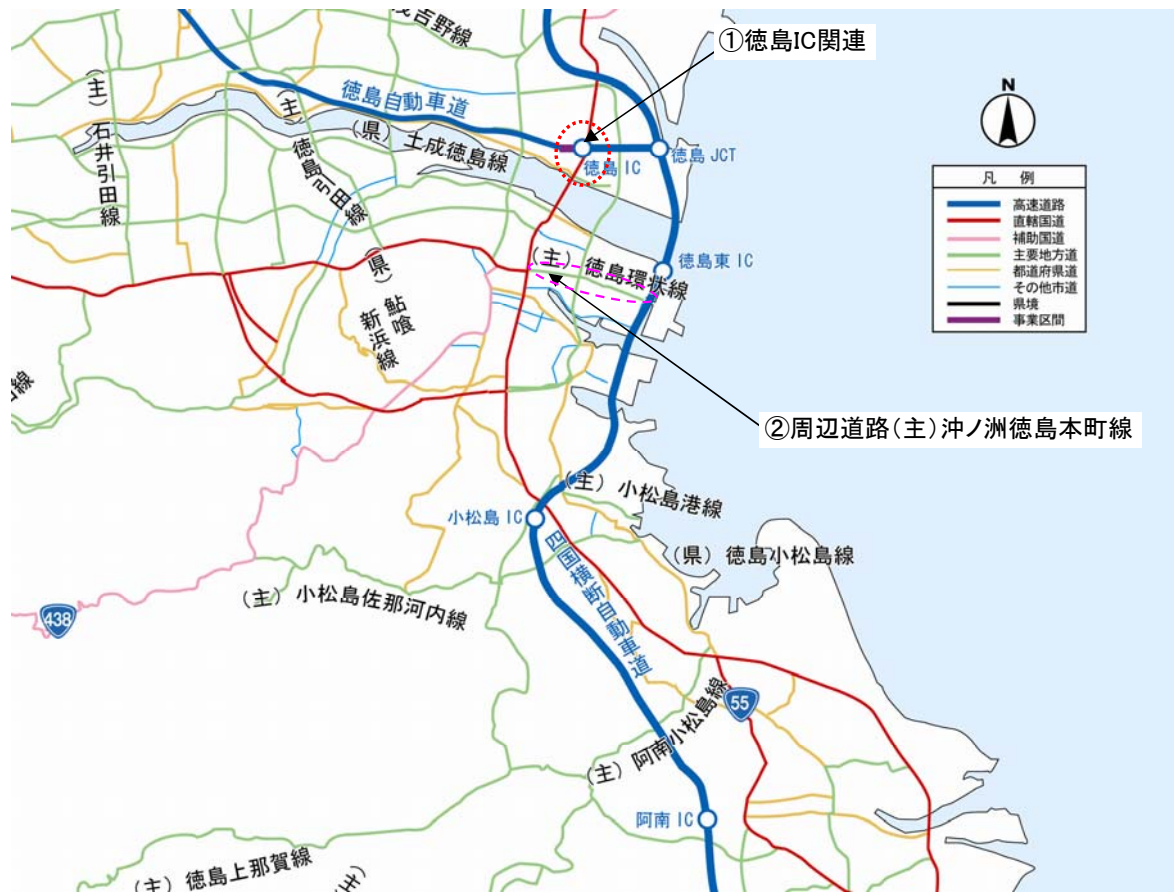 ①徳島IC関連
徳島自動車道
(主)石井引田線
(主)徳島引田線
(県)土成徳島線
徳島 IC
徳島 JCT
N
凡 例
高速道路
直轄国道
補助国道
主要地方道
都道府県道
その他市道
県境
事業区間
徳島東 IC
(主)徳島環状線
(県)鮎喰新浜線
②周辺道路(主)沖ノ洲徳島本町線
(主)小松島港線
小松島 IC
(県)徳島小松島線
四国横断自動車道
(主)小松島佐那河内線
438
55
(主)阿南小松島線
阿南 IC
(主)徳島上那賀線
(主)